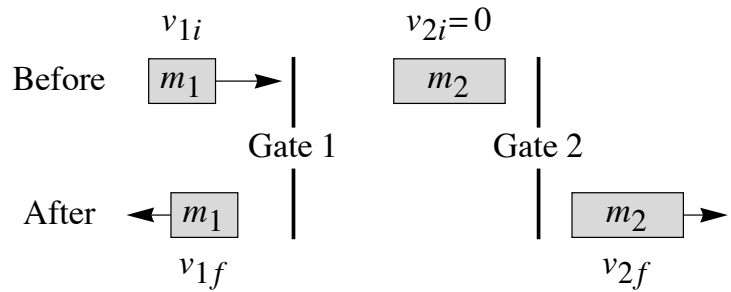 v1i v2i=0
Before m1 m2
Gate 1 Gate 2
After m1 m2
v1f v2f